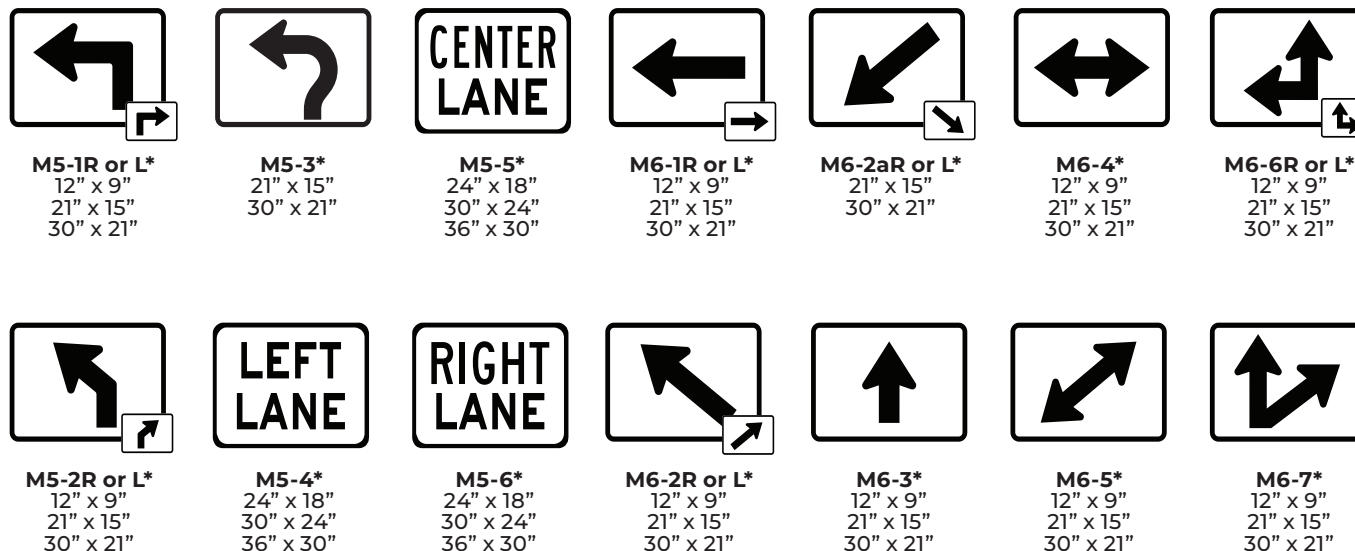 CENTER
LANE
M5-1R or L*
12” x 9”
21” x 15”
30” x 21”
M5-3*
21” x 15”
30” x 21”
M5-5*
24” x 18”
30” x 24”
36” x 30”
M6-1R or L*
12” x 9”
21” x 15”
30” x 21”
M6-2aR or L*
21” x 15”
30” x 21”
M6-4*
12” x 9”
21” x 15”
30” x 21”
M6-6R or L*
12” x 9”
21” x 15”
30” x 21”
LEFT
LANE
RIGHT
LANE
M5-2R or L*
12” x 9”
21” x 15”
30” x 21”
M5-4*
24” x 18”
30” x 24”
36” x 30”
M5-6*
24” x 18”
30” x 24”
36” x 30”
M6-2R or L*
12” x 9”
21” x 15”
30” x 21”
M6-3*
12” x 9”
21” x 15”
30” x 21”
M6-5*
12” x 9”
21” x 15”
30” x 21”
M6-7*
12” x 9”
21” x 15”
30” x 21”